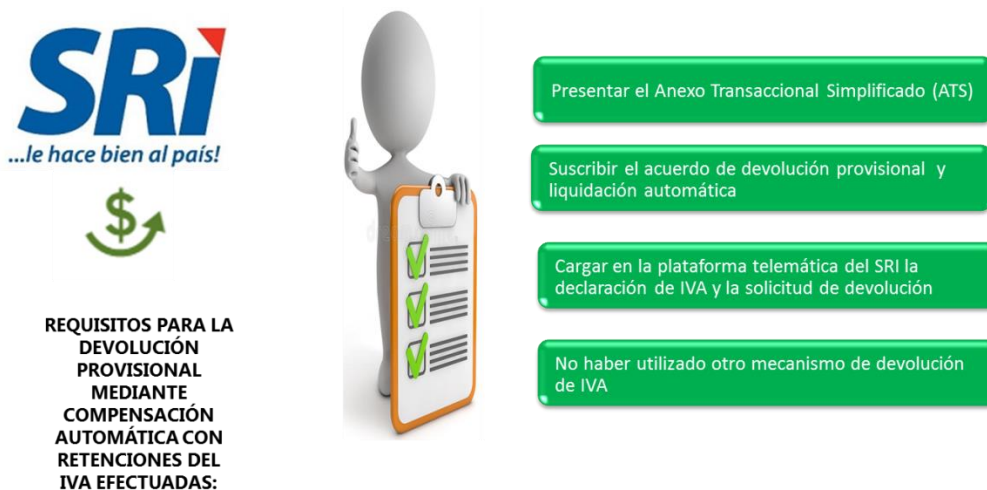 SRi
...le hace bien al país!
$
REQUISITOS PARA LA
DEVOLUCIÓN
PROVISIONAL
MEDIANTE
COMPENSACIÓN
AUTOMÁTICA CON
RETENCIONES DEL
IVA EFECTUADAS:
Presentar el Anexo Transaccional Simplificado (ATS)
Suscribir el acuerdo de devolución provisional y
liquidación automática
Cargar en la plataforma telemática del SRI la
declaración de IVA y la solicitud de devolución
No haber utilizado otro mecanismo de devolución
de IVA